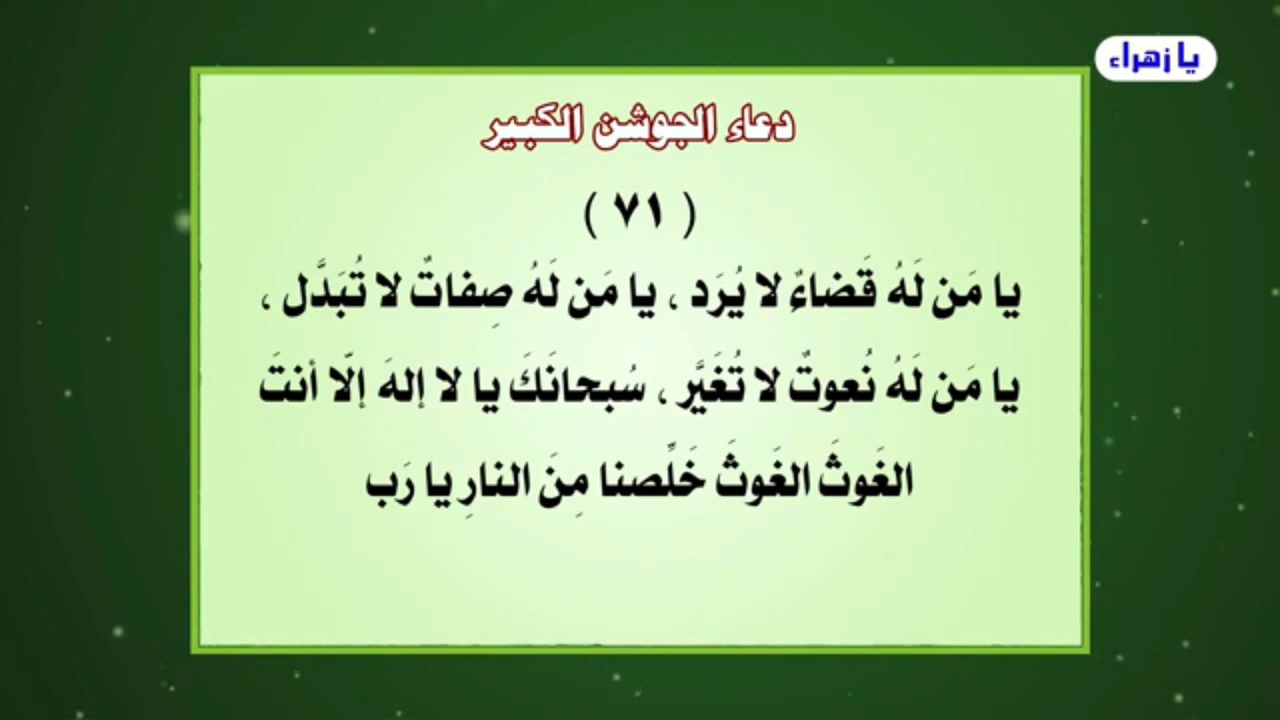 يا زهراء
دعاء الجوشن الكبير
( ٧١ )
يا مَن لَهُ قَضاءٌ لا يُرَد ، يا مَن لَهُ صِفاتٌ لا تُبَدَّل ،
يا مَن لَهُ نُعوتٌ لا تُغَيَّر ، سُبحانَكَ يا لا إلهَ إلّا أنتَ
الغَوثَ الغَوثَ خَلِّصنا مِنَ النارِ يا رَب